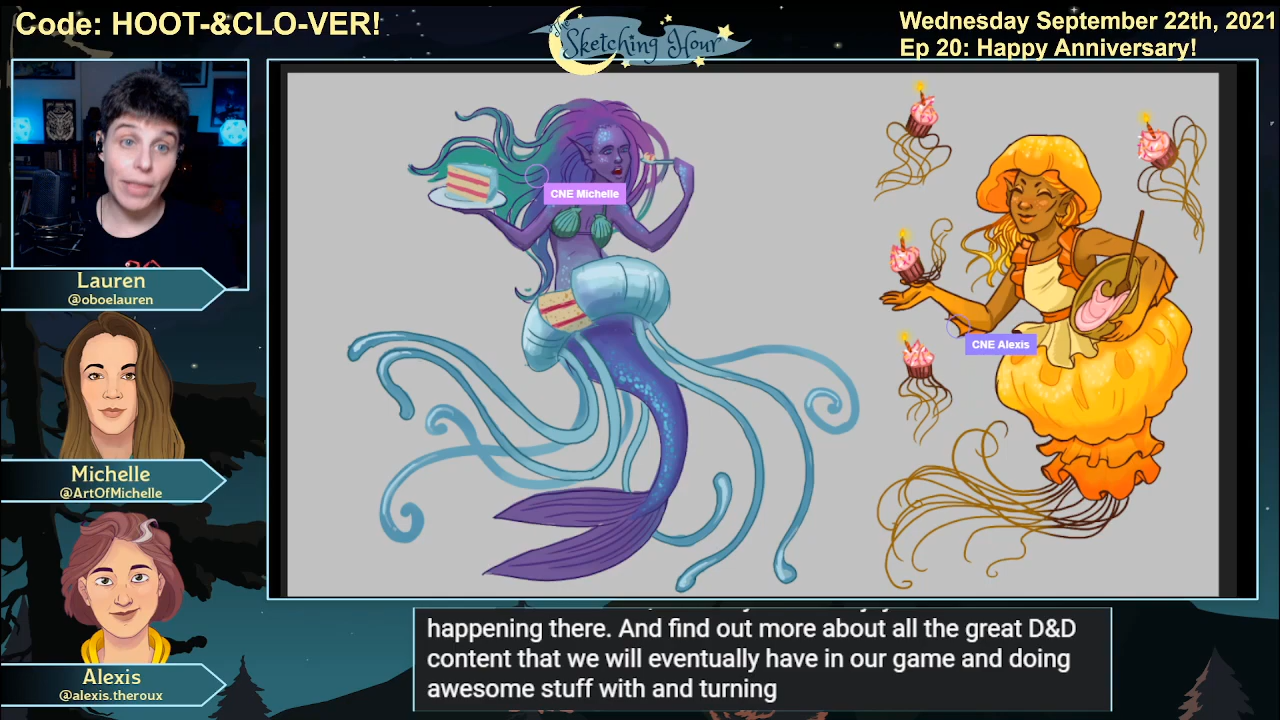 Code: HOOT-&CLO-VER!
The
Sketching Hour
Wednesday September 22th, 2021
Ep 20: Happy Anniversary!
CNE Michelle
CNE Alexis
Lauren
@oboelauren
Michelle
@ArtOfMichelle
Alexis
@alexis.theroux
happening there. And find out more about all the great D&D
content that we will eventually have in our game and doing
awesome stuff with and turning